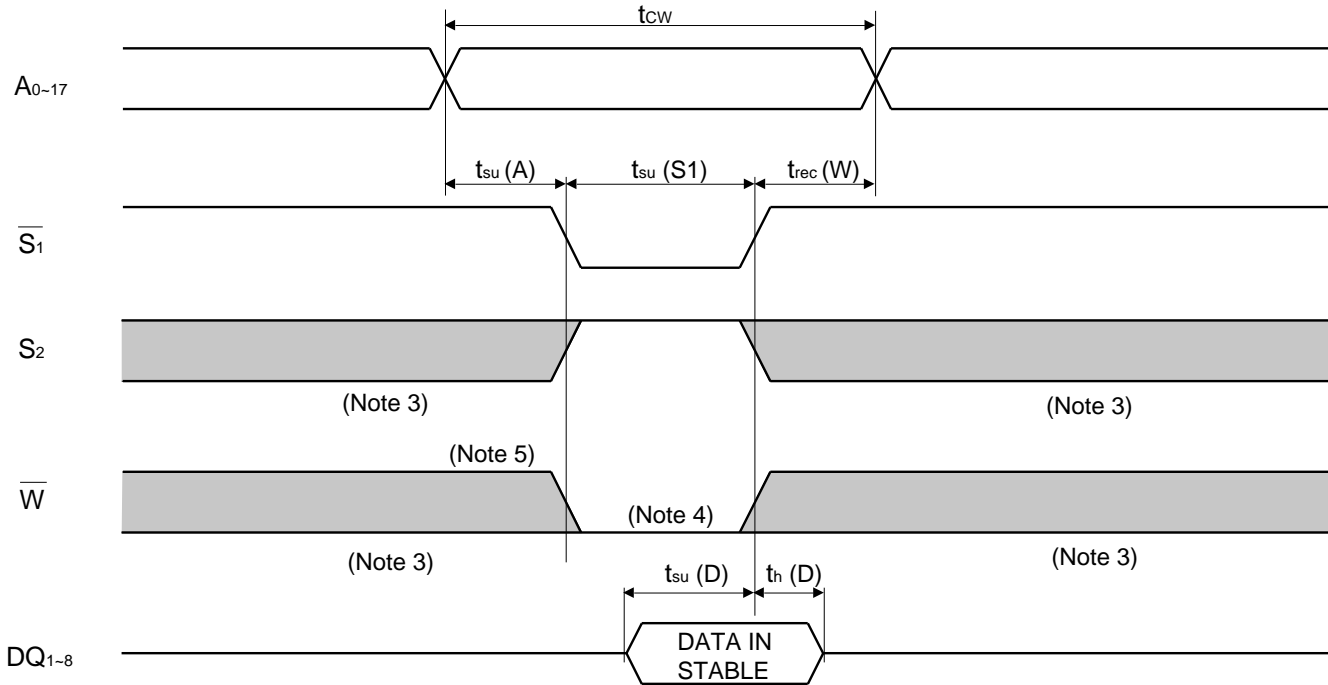 tCW
A0~17
tsu (A) tsu (S1) trec (W)
S1
S2
(Note 3) (Note 3)
(Note 5)
W
(Note 4)
(Note 3) (Note 3)
tsu (D) th (D)
DQ1~8
DATA IN
STABLE